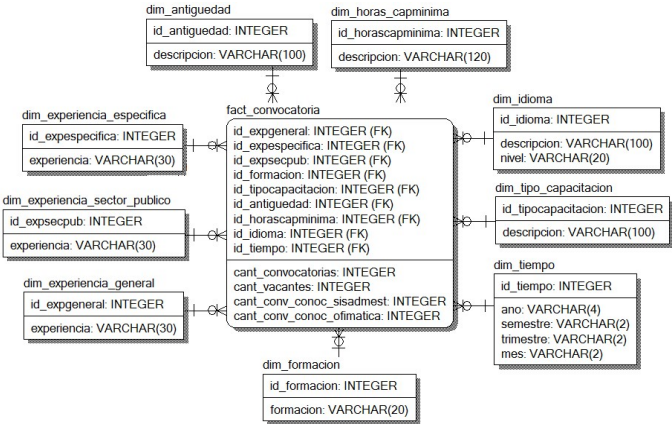 dim_antiguedad
id_antiguedad: INTEGER
descripcion: VARCHAR(100)
dim_horas_capminima
id_horascapminima: INTEGER
descripcion: VARCHAR(120)
dim_experiencia_especifica
id_expespecifica: INTEGER
experiencia: VARCHAR(30)
dim_experiencia_sector_publico
id_expsecpub: INTEGER
experiencia: VARCHAR(30)
dim_experiencia_general
id_expgeneral: INTEGER
experiencia: VARCHAR(30)
fact_convocatoria
id_expgeneral: INTEGER (FK)
id_expespecifica: INTEGER (FK)
id_expsecpub: INTEGER (FK)
id_formacion: INTEGER (FK)
id_tipocapacitacion: INTEGER (FK)
id_antiguedad: INTEGER (FK)
id_horascapminima: INTEGER (FK)
id_idioma: INTEGER (FK)
id_tiempo: INTEGER (FK)
cant_convocatorias: INTEGER
cant_vacantes: INTEGER
cant_conv_conoc_sisadmest: INTEGER
cant_conv_conoc_ofimatica: INTEGER
dim_idioma
id_idioma: INTEGER
descripcion: VARCHAR(100)
nivel: VARCHAR(20)
dim_tipo_capacitacion
id_tipocapacitacion: INTEGER
descripcion: VARCHAR(100)
dim_tiempo
id_tiempo: INTEGER
ano: VARCHAR(4)
semestre: VARCHAR(2)
trimestre: VARCHAR(2)
mes: VARCHAR(2)
dim_formacion
id_formacion: INTEGER
formacion: VARCHAR(20)